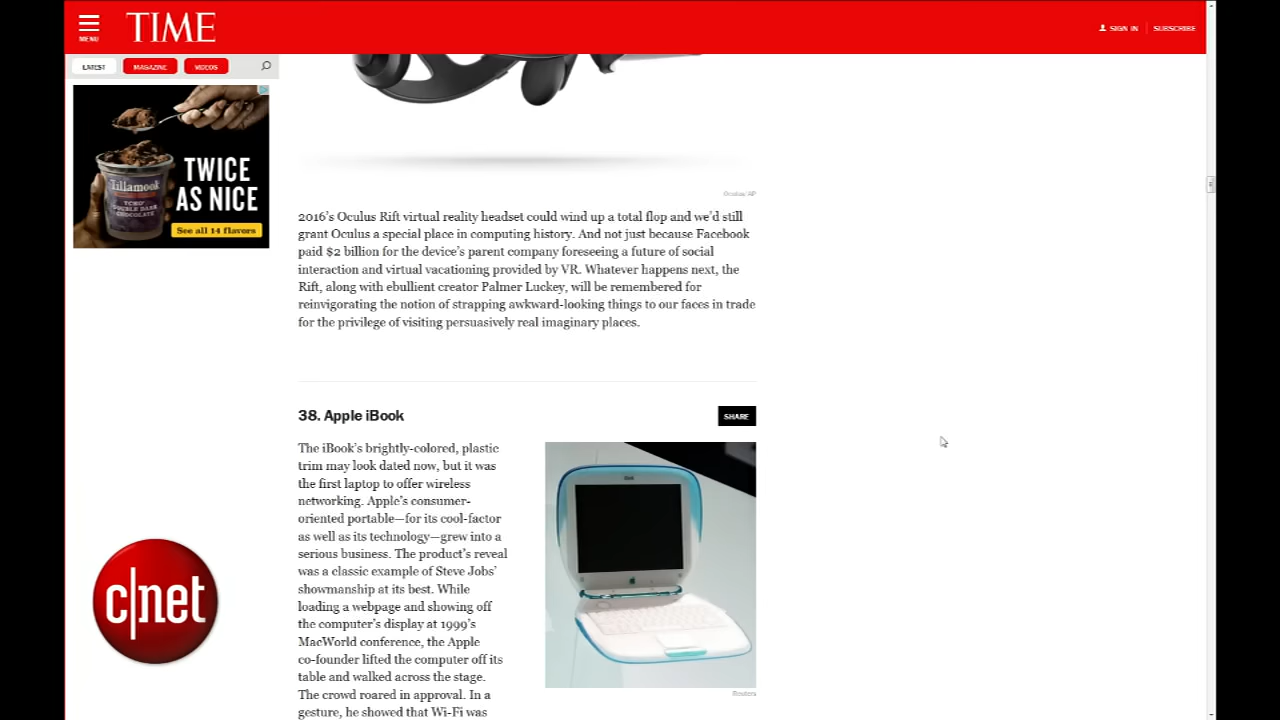 TIME
MENU
SIGN IN
SUBSCRIBE
LATEST
MAGAZINE
VIDEOS
Tillamook
DOUBLE DARK
CHOCOLATE
TWICE
AS NICE
See all 14 flavors
Oculus/AP
2016’s Oculus Rift virtual reality headset could wind up a total flop and we’d still
grant Oculus a special place in computing history. And not just because Facebook
paid $2 billion for the device’s parent company foreseeing a future of social
interaction and virtual vacationing provided by VR. Whatever happens next, the
Rift, along with ebullient creator Palmer Luckey, will be remembered for
reinvigorating the notion of strapping awkward-looking things to our faces in trade
for the privilege of visiting persuasively real imaginary places.
38. Apple iBook
SHARE
The iBook’s brightly-colored, plastic
trim may look dated now, but it was
the first laptop to offer wireless
networking. Apple’s consumer-
oriented portable—for its cool-factor
as well as its technology—grew into a
serious business. The product’s reveal
was a classic example of Steve Jobs’
showmanship at its best. While
loading a webpage and showing off
the computer’s display at 1999’s
MacWorld conference, the Apple
co-founder lifted the computer off its
table and walked across the stage.
The crowd roared in approval. In a
gesture, he showed that Wi-Fi was
Reuters
c|net